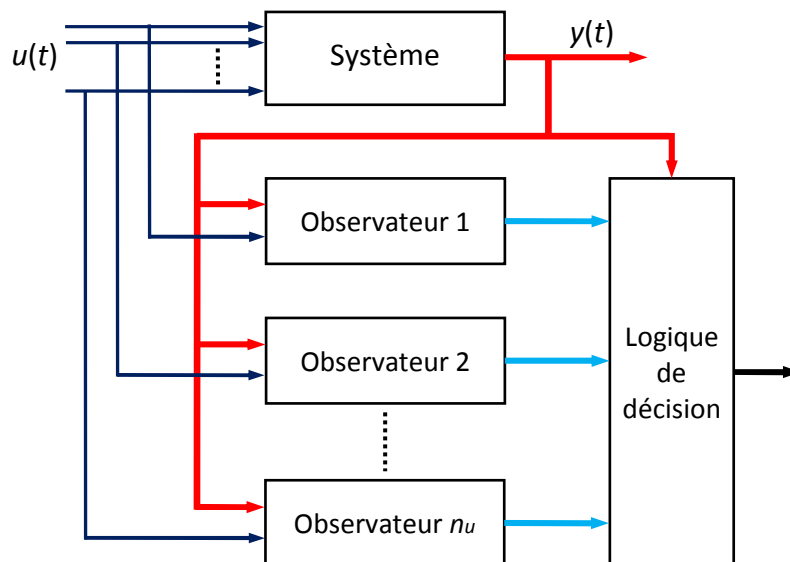 u(t)
Système
y(t)
Observateur 1
Observateur 2
Observateur nu
Logique
de
décision